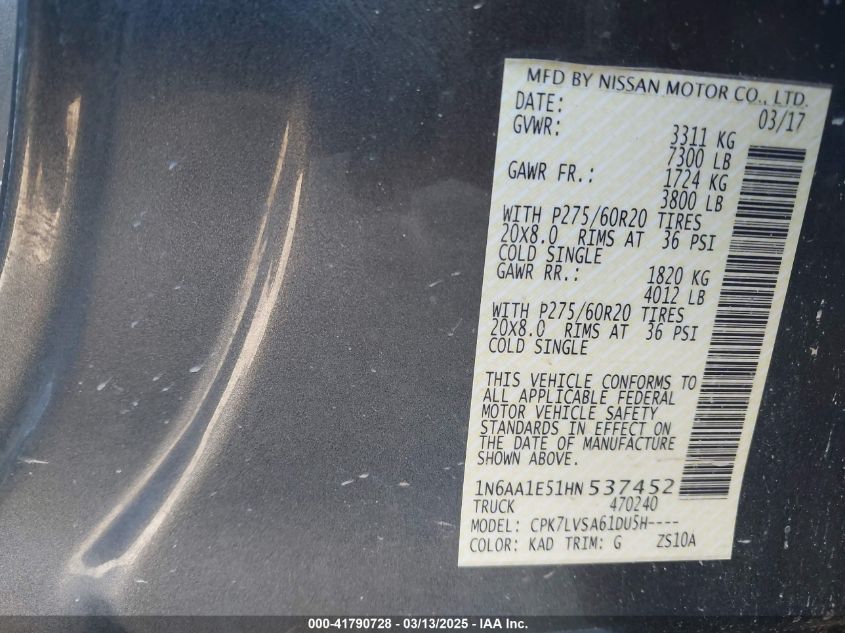 MFD BY NISSAN MOTOR CO., LTD.
DATE: 03/17
GVWR: 3311 KG
7300 LB
GAWR FR.: 1724 KG
3800 LB
WITH P275/60R20 TIRES
20X8.0 RIMS AT 36 PSI
COLD SINGLE
GAWR RR.: 1820 KG
4012 LB
WITH P275/60R20 TIRES
20X8.0 RIMS AT 36 PSI
COLD SINGLE
THIS VEHICLE CONFORMS TO
ALL APPLICABLE FEDERAL
MOTOR VEHICLE SAFETY
STANDARDS IN EFFECT ON
THE DATE OF MANUFACTURE
SHOWN ABOVE.
1N6AA1E51HN 537452
TRUCK 470240
MODEL: CPK7LVSA61DU5H----
COLOR: KAD TRIM: G ZS10A
000-41790728 - 03/13/2025 - IAA Inc.